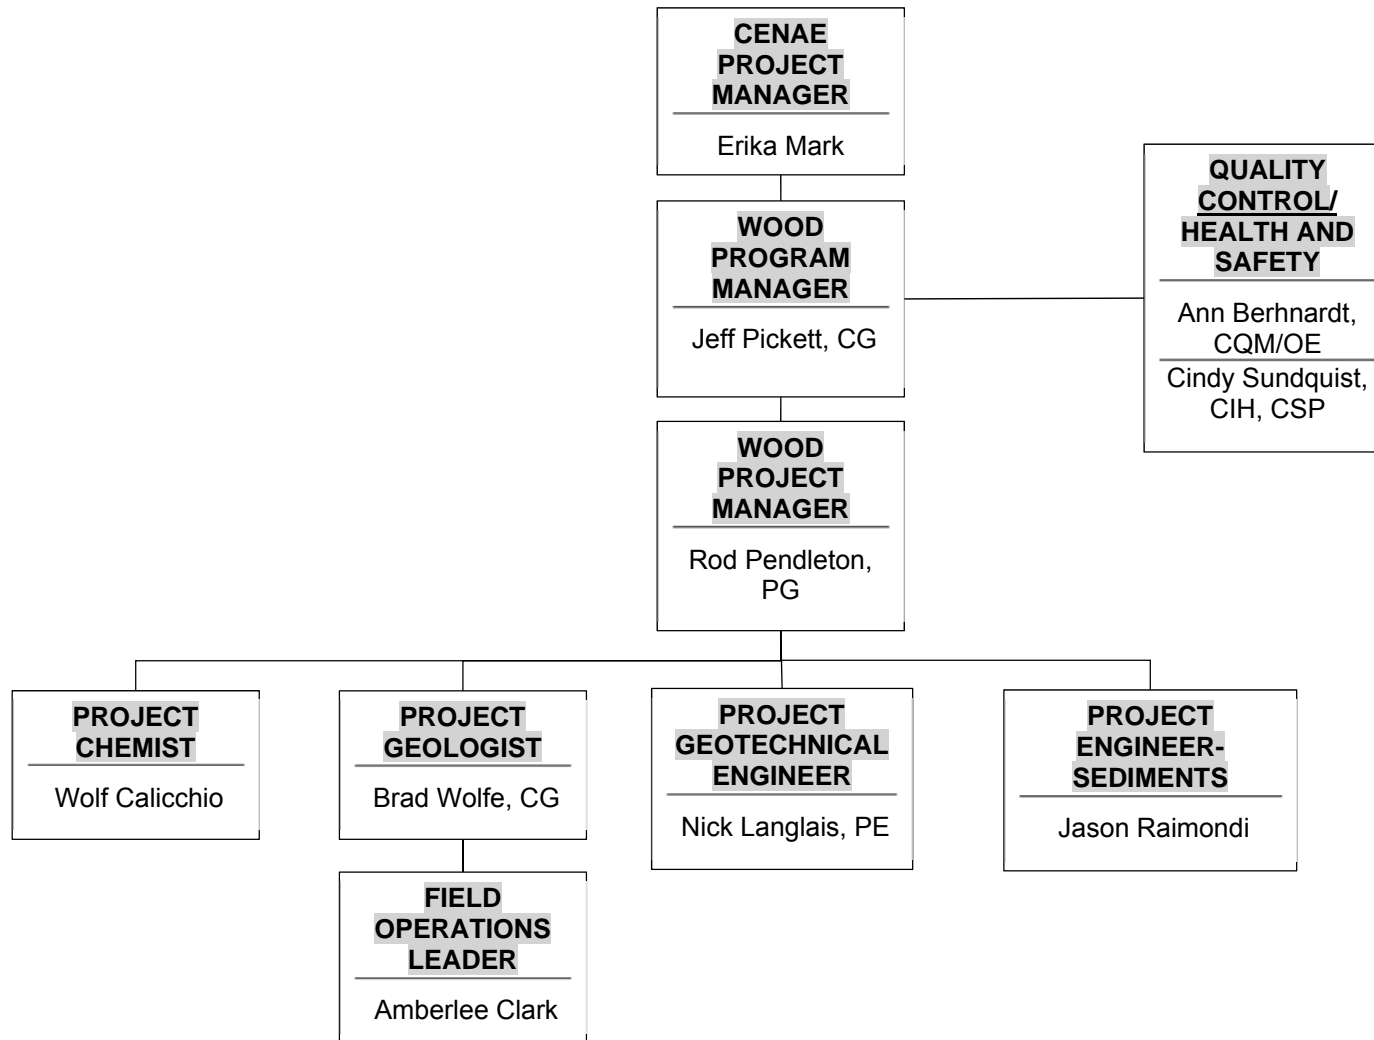 CENAE
PROJECT
MANAGER
Erika Mark
QUALITY
CONTROL/
HEALTH AND
SAFETY
Ann Berhnardt,
CQM/OE
Cindy Sundquist,
CIH, CSP
WOOD
PROGRAM
MANAGER
Jeff Pickett, CG
WOOD
PROJECT
MANAGER
Rod Pendleton,
PG
PROJECT
CHEMIST
Wolf Calicchio
PROJECT
GEOLOGIST
Brad Wolfe, CG
PROJECT
GEOTECHNICAL
ENGINEER
Nick Langlais, PE
PROJECT
ENGINEER-
SEDIMENTS
Jason Raimondi
FIELD
OPERATIONS
LEADER
Amberlee Clark